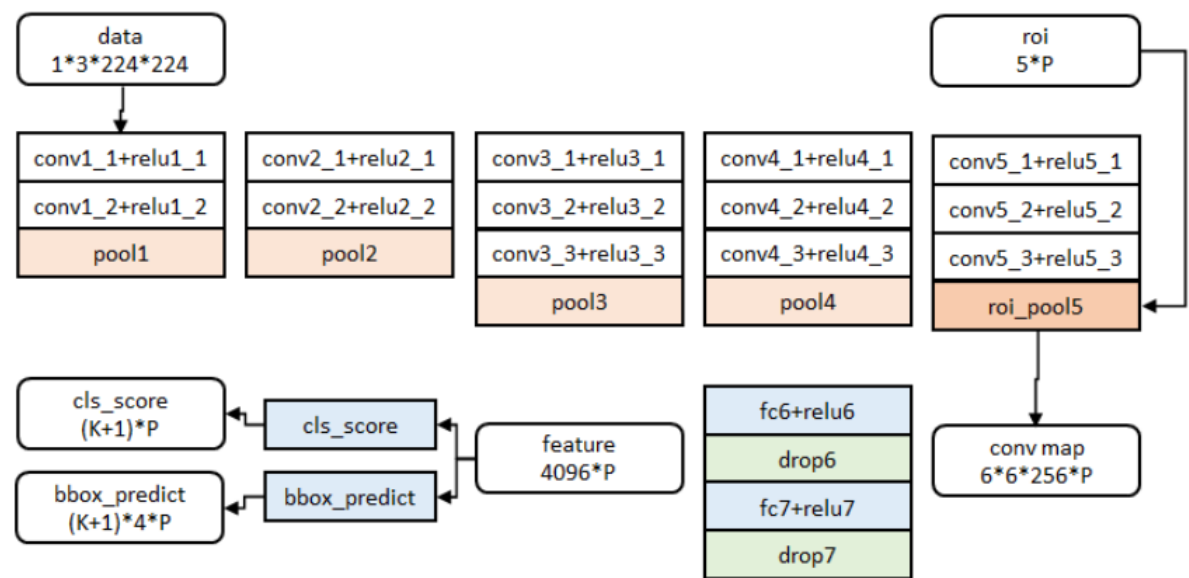 data
1*3*224*224
roi
5*P
conv1_1+relu1_1
conv1_2+relu1_2
pool1
conv2_1+relu2_1
conv2_2+relu2_2
pool2
conv3_1+relu3_1
conv3_2+relu3_2
conv3_3+relu3_3
pool3
conv4_1+relu4_1
conv4_2+relu4_2
conv4_3+relu4_3
pool4
conv5_1+relu5_1
conv5_2+relu5_2
conv5_3+relu5_3
roi_pool5
cls_score
(K+1)*P
bbox_predict
(K+1)*4*P
cls_score
bbox_predict
feature
4096*P
fc6+relu6
drop6
fc7+relu7
drop7
conv map
6*6*256*P